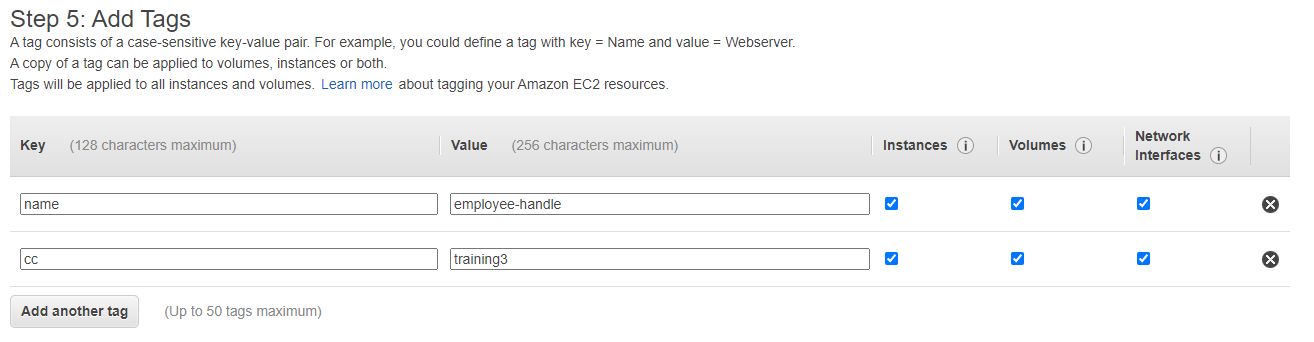 Step 5: Add Tags
A tag consists of a case-sensitive key-value pair. For example, you could define a tag with key = Name and value = Webserver.
A copy of a tag can be applied to volumes, instances or both.
Tags will be applied to all instances and volumes. Learn more about tagging your Amazon EC2 resources.
Key (128 characters maximum) Value (256 characters maximum) Instances i Volumes i Network Interfaces i
name employee-handle
cc training3
Add another tag (Up to 50 tags maximum)